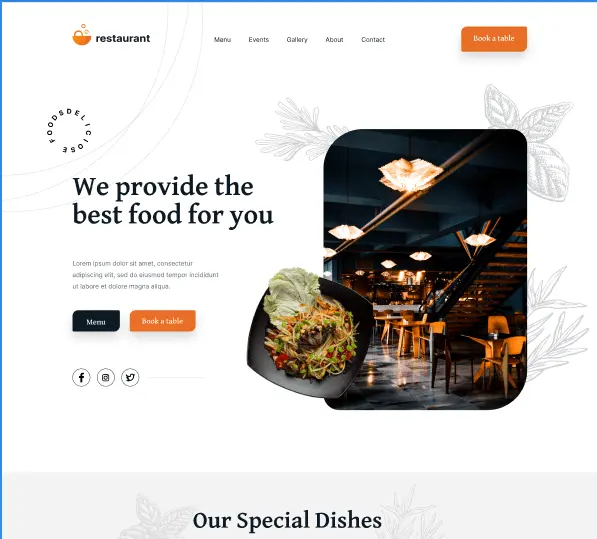 restaurant
Menu Events Gallery About Contact
Book a table
DELICIOSE FOODS
We provide the
best food for you
Lorem ipsum dolor sit amet, consectetur
adipiscing elit, sed do eiusmod tempor incididunt
ut labore et dolore magna aliqua.
Menu Book a table
Our Special Dishes